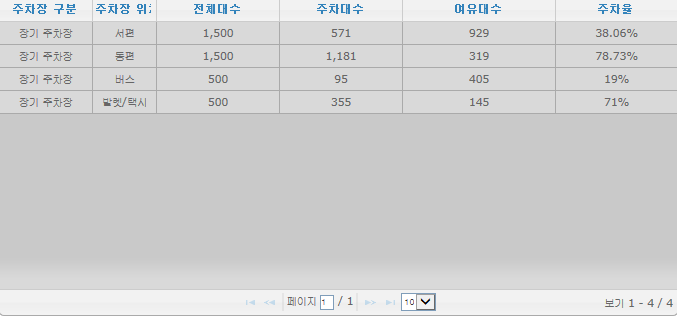 주차장 구분 주차장 위치 전체대수 주차대수 여유대수 주차율
장기 주차장 서편 1,500 571 929 38.06%
장기 주차장 동편 1,500 1,181 319 78.73%
장기 주차장 버스 500 95 405 19%
장기 주차장 발렛/택시 500 355 145 71%
페이지 1 / 1 10 보기 1 - 4 / 4